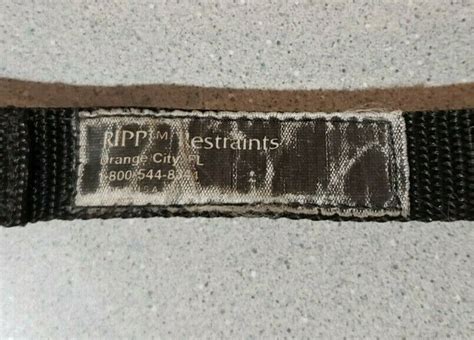 RIPP™ Restraints
Orange City, FL
U.S.A.